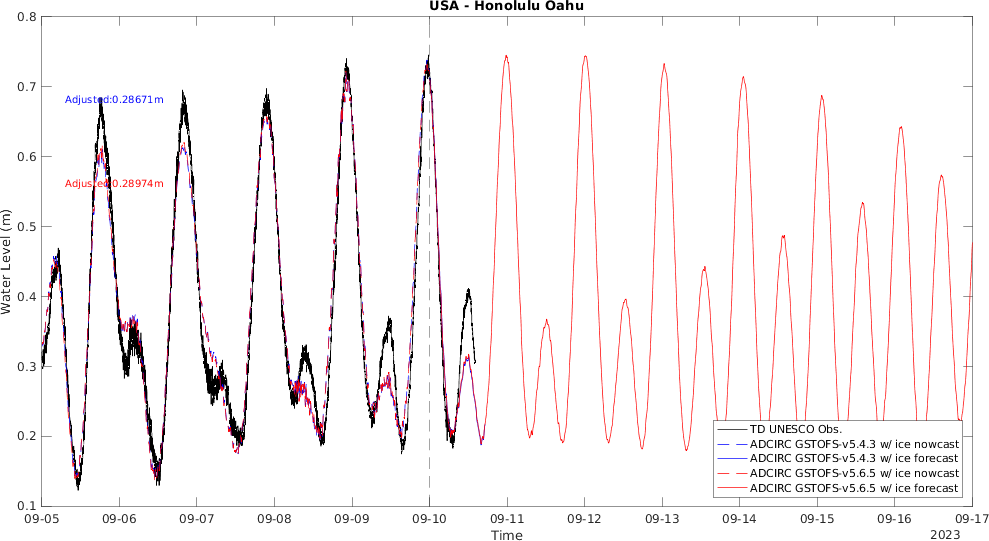 USA - Honolulu Oahu
0.8
0.7
0.6
0.5
0.4
0.3
0.2
0.1
Water Level (m)
Adjusted:0.28671m
Adjusted:0.28974m
TD UNESCO Obs.
ADCIRC GSTOFS-v5.4.3 w/ ice nowcast
ADCIRC GSTOFS-v5.4.3 w/ ice forecast
ADCIRC GSTOFS-v5.6.5 w/ ice nowcast
ADCIRC GSTOFS-v5.6.5 w/ ice forecast
09-05 09-06 09-07 09-08 09-09 09-10 09-11 09-12 09-13 09-14 09-15 09-16 09-17
Time
2023